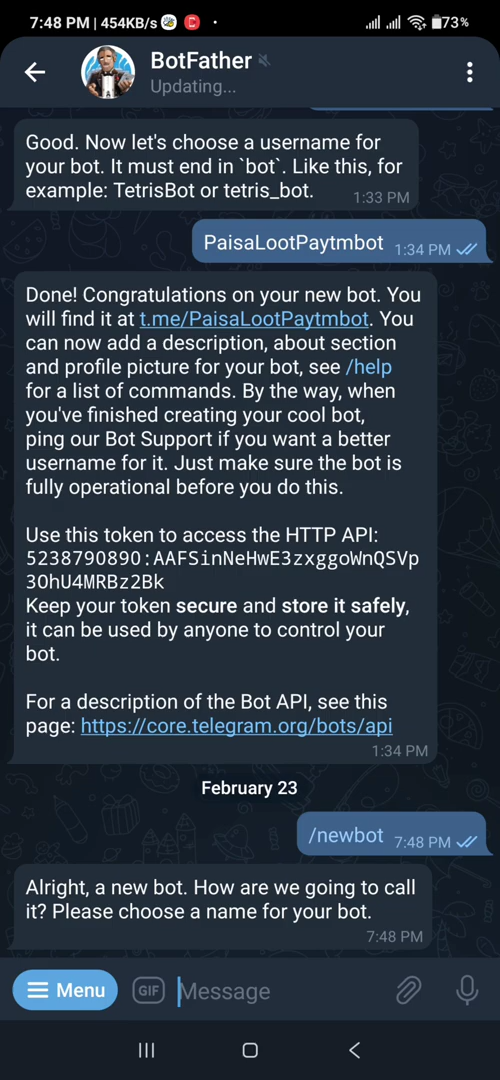 7:48 PM | 454KB/s
73%
BotFather
Updating...
Good. Now let's choose a username for
your bot. It must end in `bot`. Like this, for
example: TetrisBot or tetris_bot.
1:33 PM
PaisaLootPaytmbot 1:34 PM
Done! Congratulations on your new bot. You
will find it at t.me/PaisaLootPaytmbot. You
can now add a description, about section
and profile picture for your bot, see /help
for a list of commands. By the way, when
you've finished creating your cool bot,
ping our Bot Support if you want a better
username for it. Just make sure the bot is
fully operational before you do this.
Use this token to access the HTTP API:
5238790890:AAFSinNeHwE3zxggoWnQSVp
3OhU4MRBz2Bk
Keep your token secure and store it safely,
it can be used by anyone to control your
bot.
For a description of the Bot API, see this
page: https://core.telegram.org/bots/api
1:34 PM
February 23
/newbot 7:48 PM
Alright, a new bot. How are we going to call
it? Please choose a name for your bot.
7:48 PM
Menu
GIF
Message